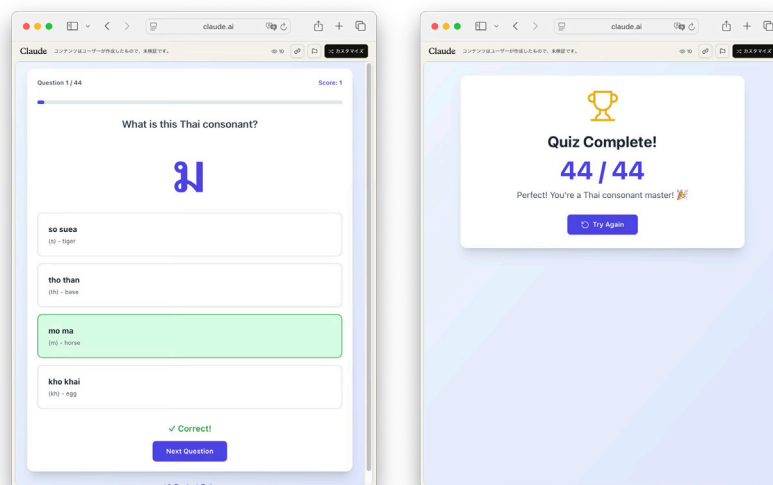 claude.ai
Claude コンテンツはユーザーが作成したもので、未検証です。
10
カスタマイズ
Question 1 / 44
Score: 1
What is this Thai consonant?
ม
so suea
(s) - tiger
tho than
(th) - base
mo ma
(m) - horse
kho khai
(kh) - egg
✓ Correct!
Next Question
claude.ai
Claude コンテンツはユーザーが作成したもので、未検証です。
10
カスタマイズ
Quiz Complete!
44 / 44
Perfect! You're a Thai consonant master! 🎉
Try Again